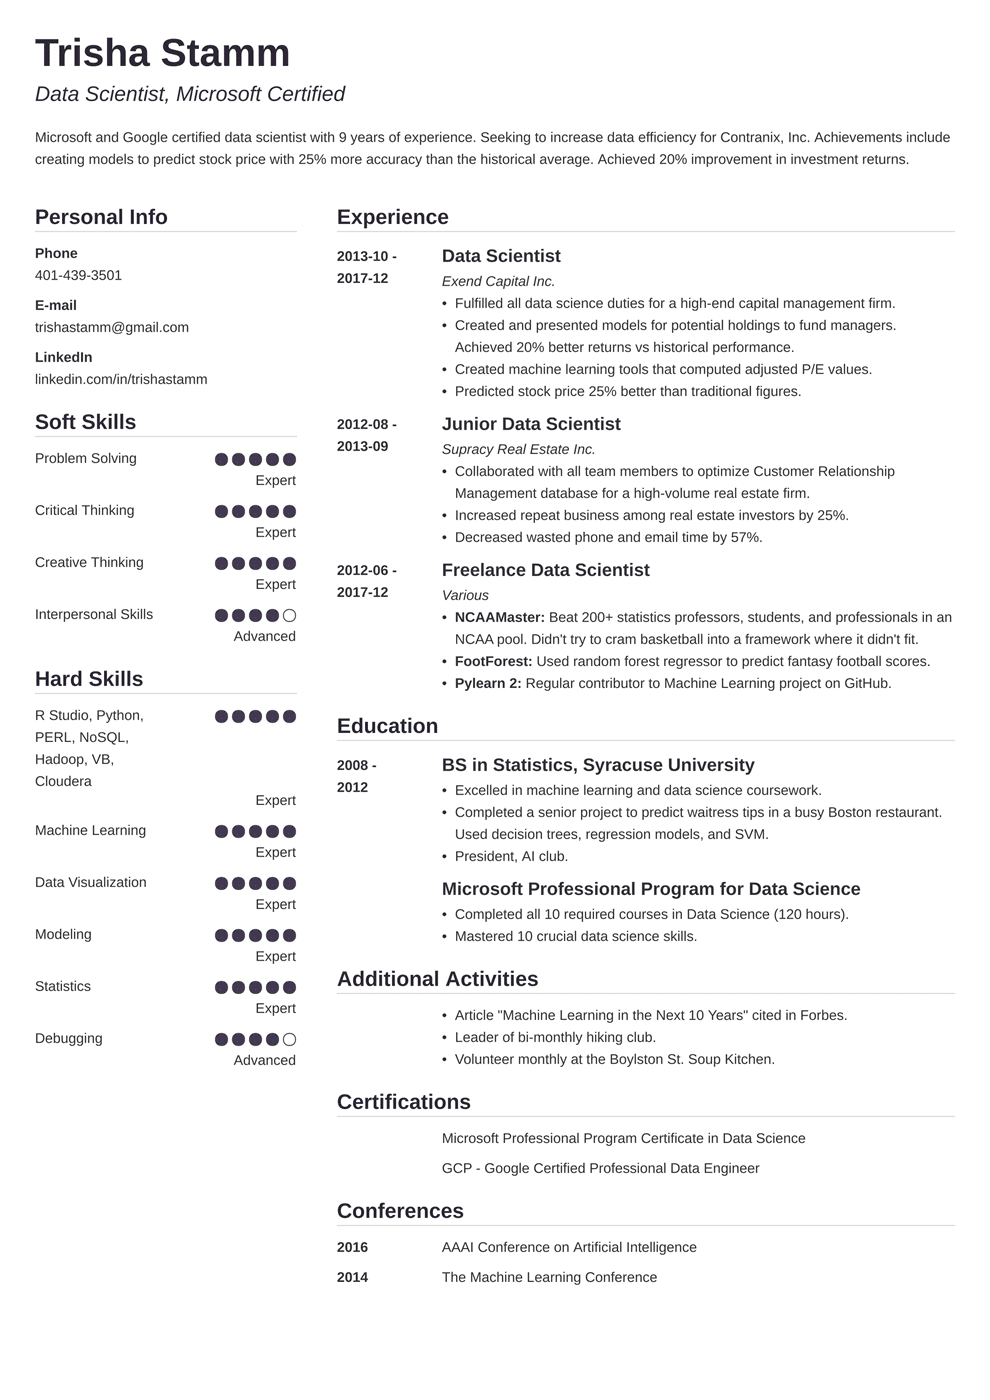 Trisha Stamm
Data Scientist, Microsoft Certified
Microsoft and Google certified data scientist with 9 years of experience. Seeking to increase data efficiency for Contranix, Inc. Achievements include
creating models to predict stock price with 25% more accuracy than the historical average. Achieved 20% improvement in investment returns.
Personal Info
Phone
401-439-3501
E-mail
trishastamm@gmail.com
LinkedIn
linkedin.com/in/trishastamm
Soft Skills
Problem Solving
Expert
Critical Thinking
Expert
Creative Thinking
Expert
Interpersonal Skills
Advanced
Hard Skills
R Studio, Python,
PERL, NoSQL,
Hadoop, VB,
Cloudera
Expert
Machine Learning
Expert
Data Visualization
Expert
Modeling
Expert
Statistics
Expert
Debugging
Advanced
Experience
2013-10 -
2017-12
Data Scientist
Exend Capital Inc.
• Fulfilled all data science duties for a high-end capital management firm.
• Created and presented models for potential holdings to fund managers.
Achieved 20% better returns vs historical performance.
• Created machine learning tools that computed adjusted P/E values.
• Predicted stock price 25% better than traditional figures.
2012-08 -
2013-09
Junior Data Scientist
Supracy Real Estate Inc.
• Collaborated with all team members to optimize Customer Relationship
Management database for a high-volume real estate firm.
• Increased repeat business among real estate investors by 25%.
• Decreased wasted phone and email time by 57%.
2012-06 -
2017-12
Freelance Data Scientist
Various
• NCAAMaster: Beat 200+ statistics professors, students, and professionals in an
NCAA pool. Didn't try to cram basketball into a framework where it didn't fit.
• FootForest: Used random forest regressor to predict fantasy football scores.
• Pylearn 2: Regular contributor to Machine Learning project on GitHub.
Education
2008 -
2012
BS in Statistics, Syracuse University
• Excelled in machine learning and data science coursework.
• Completed a senior project to predict waitress tips in a busy Boston restaurant.
Used decision trees, regression models, and SVM.
• President, AI club.
Microsoft Professional Program for Data Science
• Completed all 10 required courses in Data Science (120 hours).
• Mastered 10 crucial data science skills.
Additional Activities
• Article "Machine Learning in the Next 10 Years" cited in Forbes.
• Leader of bi-monthly hiking club.
• Volunteer monthly at the Boylston St. Soup Kitchen.
Certifications
Microsoft Professional Program Certificate in Data Science
GCP - Google Certified Professional Data Engineer
Conferences
2016 AAAI Conference on Artificial Intelligence
2014 The Machine Learning Conference